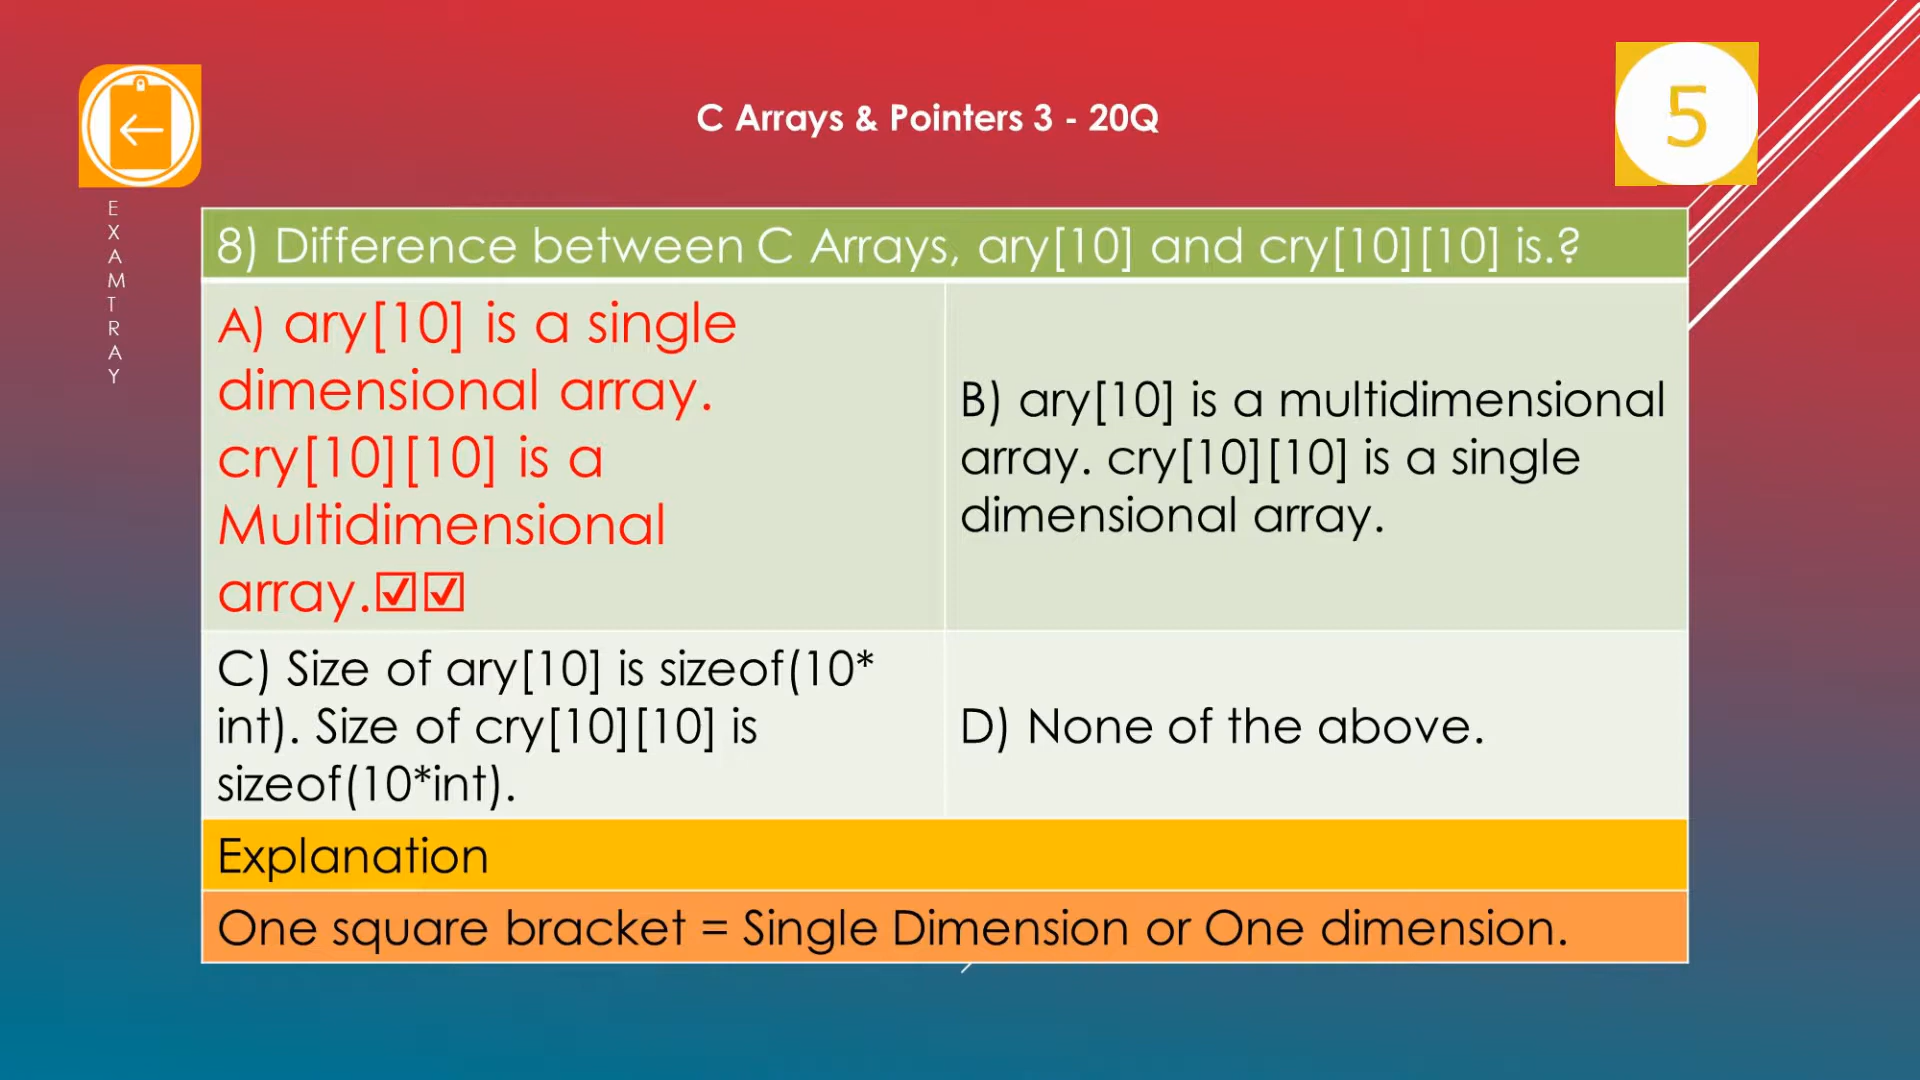 C Arrays & Pointers 3 - 20Q
5
E
X
A
M
T
R
A
Y
8) Difference between C Arrays, ary[10] and cry[10][10] is.?
A) ary[10] is a single
dimensional array.
cry[10][10] is a
Multidimensional
array.☑☑
B) ary[10] is a multidimensional
array. cry[10][10] is a single
dimensional array.
C) Size of ary[10] is sizeof(10*
int). Size of cry[10][10] is
sizeof(10*int).
D) None of the above.
Explanation
One square bracket = Single Dimension or One dimension.